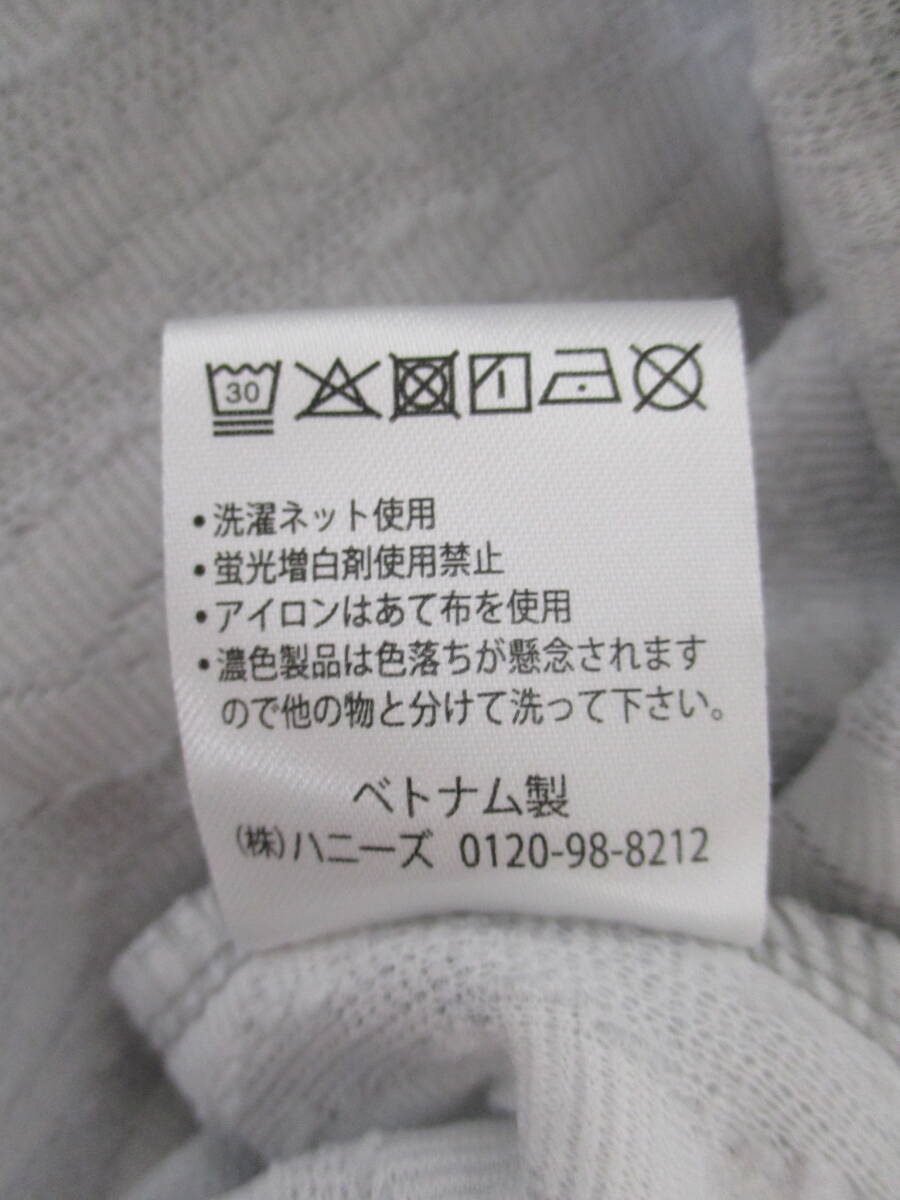 30
・洗濯ネット使用
・蛍光増白剤使用禁止
・アイロンはあて布を使用
・濃色製品は色落ちが懸念されます
ので他の物と分けて洗って下さい。
ベトナム製
(株)ハニーズ 0120-98-8212